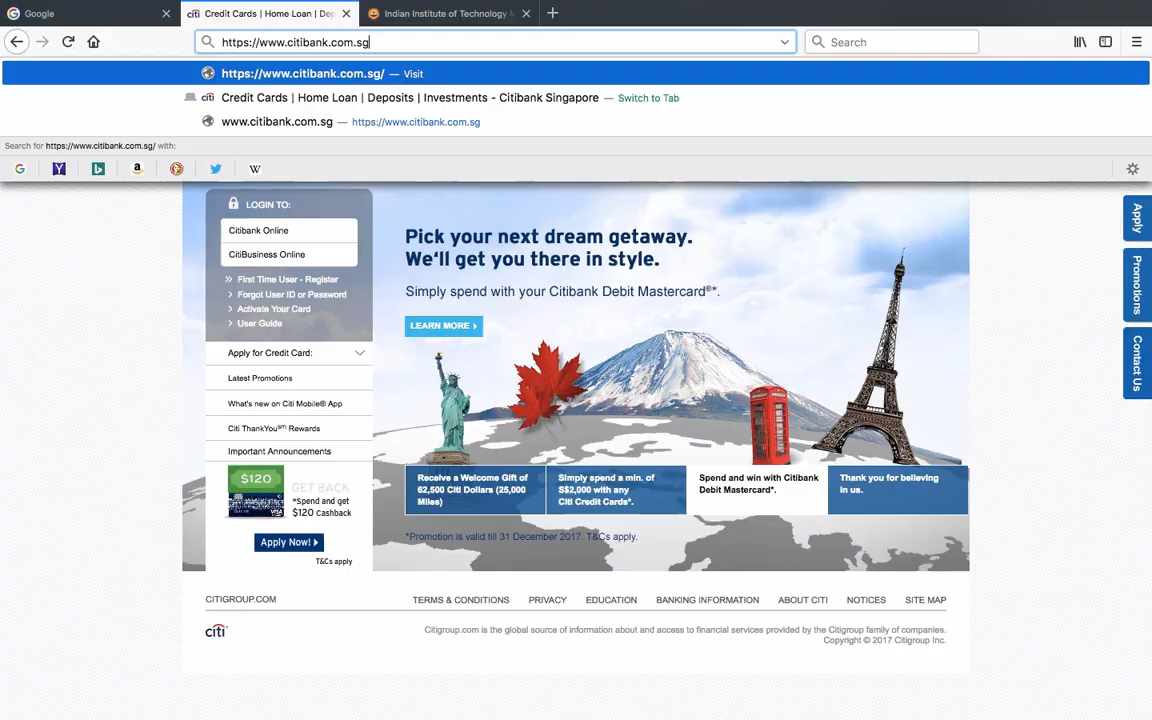 Google
citi Credit Cards | Home Loan | Dep
Indian Institute of Technology
https://www.citibank.com.sg
Search
https://www.citibank.com.sg/ — Visit
citi Credit Cards | Home Loan | Deposits | Investments - Citibank Singapore — Switch to Tab
www.citibank.com.sg — https://www.citibank.com.sg
Search for https://www.citibank.com.sg/ with:
LOGIN TO:
Citibank Online
CitiBusiness Online
» First Time User - Register
› Forgot User ID or Password
› Activate Your Card
› User Guide
Apply for Credit Card:
Latest Promotions
What's new on Citi Mobile® App
Citi ThankYou℠ Rewards
Important Announcements
$120
GET BACK
*Spend and get
$120 Cashback
VISA
Apply Now!
T&Cs apply
Pick your next dream getaway.
We'll get you there in style.
Simply spend with your Citibank Debit Mastercard®*.
LEARN MORE
Receive a Welcome Gift of
62,500 Citi Dollars (25,000
Miles)
Simply spend a min. of
S$2,000 with any
Citi Credit Cards*.
Spend and win with Citibank
Debit Mastercard*.
Thank you for believing
in us.
*Promotion is valid till 31 December 2017. T&Cs apply.
Apply
Promotions
Contact Us
CITIGROUP.COM
TERMS & CONDITIONS PRIVACY EDUCATION BANKING INFORMATION ABOUT CITI NOTICES SITE MAP
citi
Citigroup.com is the global source of information about and access to financial services provided by the Citigroup family of companies.
Copyright © 2017 Citigroup Inc.